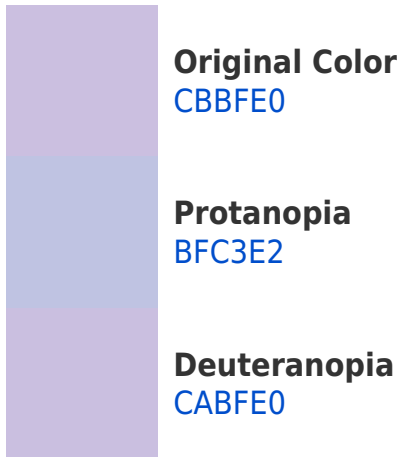 Original Color
CBBFE0
Protanopia
BFC3E2
Deuteranopia
CABFE0